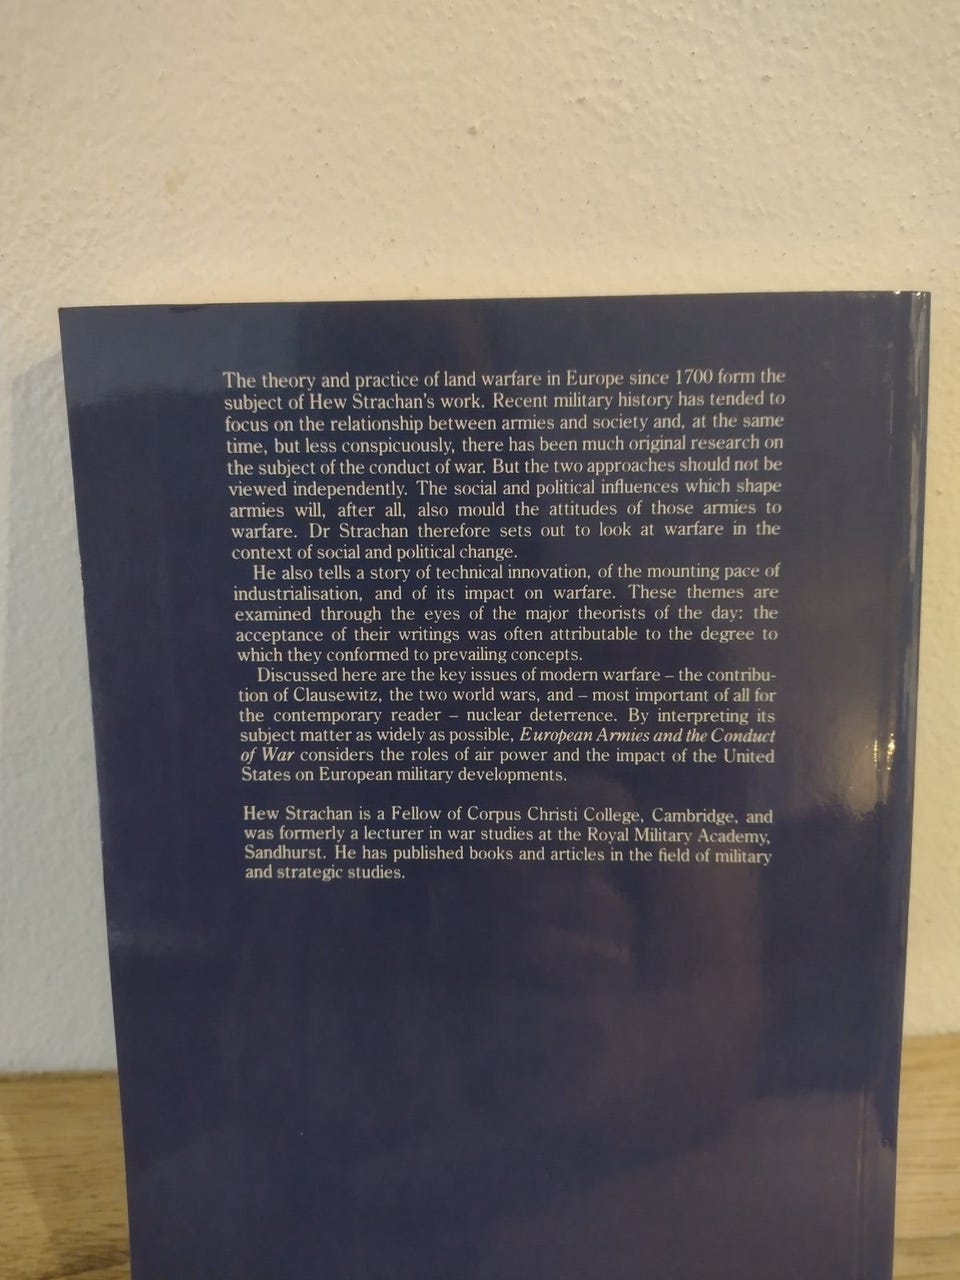 The theory and practice of land warfare in Europe since 1700 form the
subject of Hew Strachan's work. Recent military history has tended to
focus on the relationship between armies and society and, at the same
time, but less conspicuously, there has been much original research on
the subject of the conduct of war. But the two approaches should not be
viewed independently. The social and political influences which shape
armies will, after all, also mould the attitudes of those armies to
warfare. Dr Strachan therefore sets out to look at warfare in the
context of social and political change.
He also tells a story of technical innovation, of the mounting pace of
industrialisation, and of its impact on warfare. These themes are
examined through the eyes of the major theorists of the day: the
acceptance of their writings was often attributable to the degree to
which they conformed to prevailing concepts.
Discussed here are the key issues of modern warfare – the contribu-
tion of Clausewitz, the two world wars, and – most important of all for
the contemporary reader – nuclear deterrence. By interpreting its
subject matter as widely as possible, European Armies and the Conduct
of War considers the roles of air power and the impact of the United
States on European military developments.
Hew Strachan is a Fellow of Corpus Christi College, Cambridge, and
was formerly a lecturer in war studies at the Royal Military Academy,
Sandhurst. He has published books and articles in the field of military
and strategic studies.